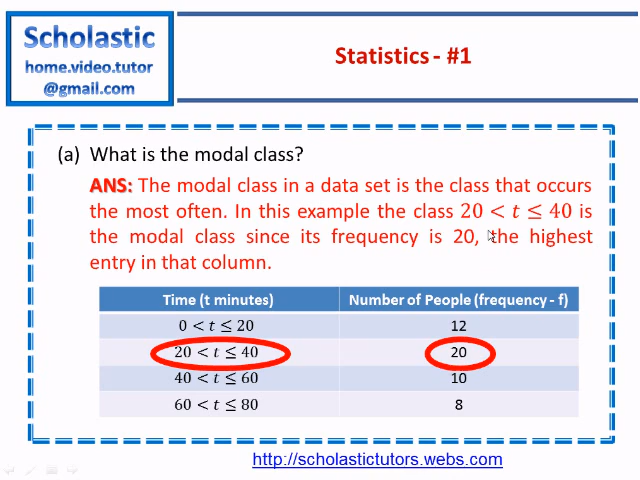 Scholastic
home.video.tutor
@gmail.com
Statistics - #1
(a) What is the modal class?
ANS: The modal class in a data set is the class that occurs
the most often. In this example the class 20 < t ≤ 40 is
the modal class since its frequency is 20, the highest
entry in that column.
Time (t minutes) Number of People (frequency - f)
0 < t ≤ 20 12
20 < t ≤ 40 20
40 < t ≤ 60 10
60 < t ≤ 80 8
http://scholastictutors.webs.com